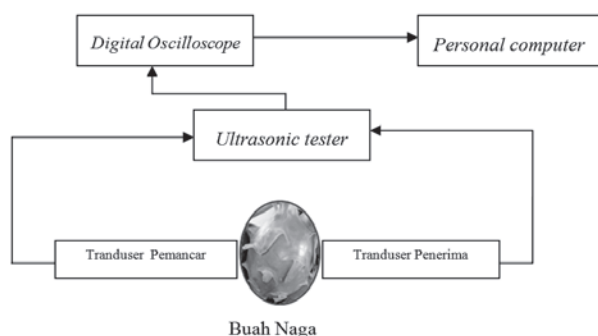 Digital Oscilloscope
Personal computer
Ultrasonic tester
Tranduser Pemancar
Tranduser Penerima
Buah Naga